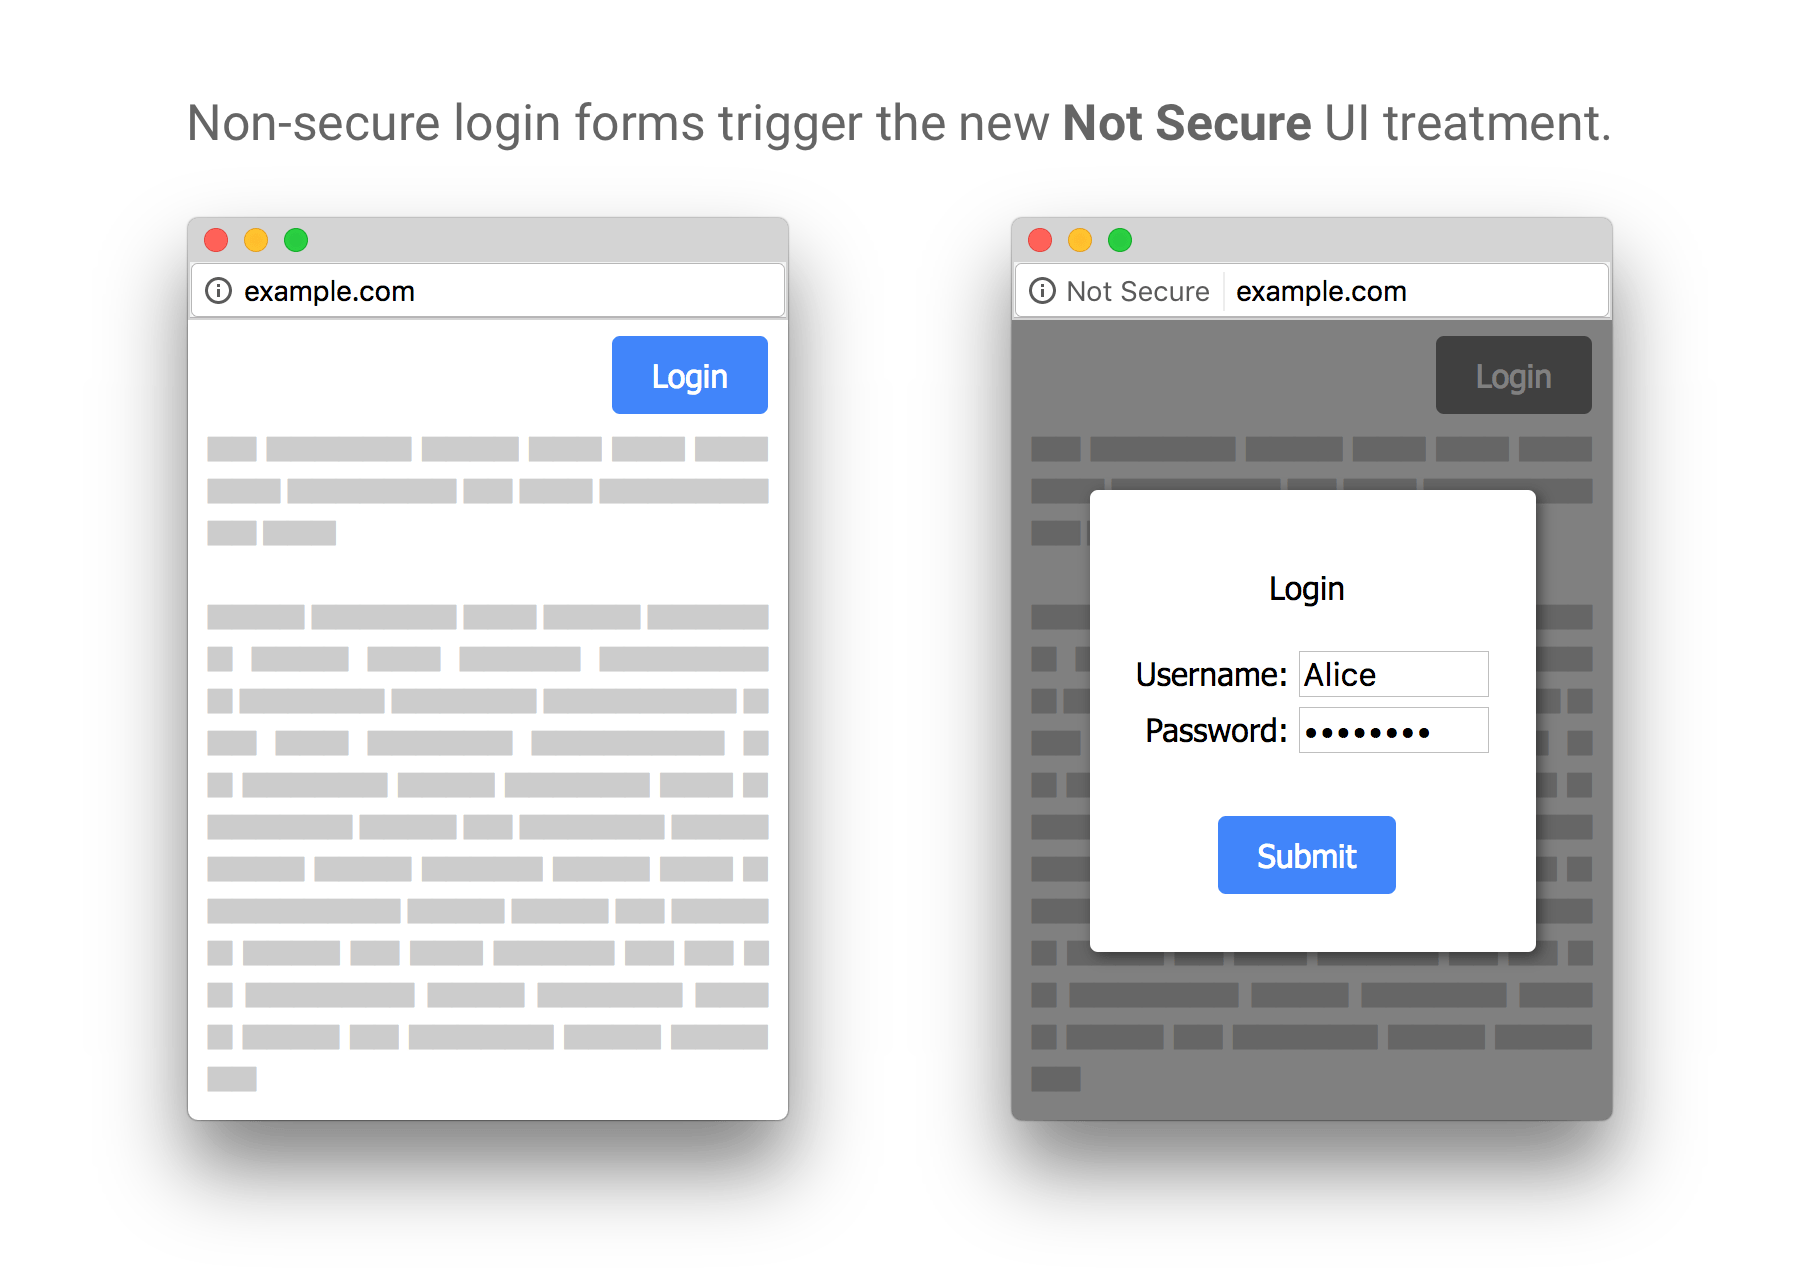 Non-secure login forms trigger the new Not Secure UI treatment.
example.com
Login
Not Secure example.com
Login
Login
Username: Alice
Password: ••••••••
Submit